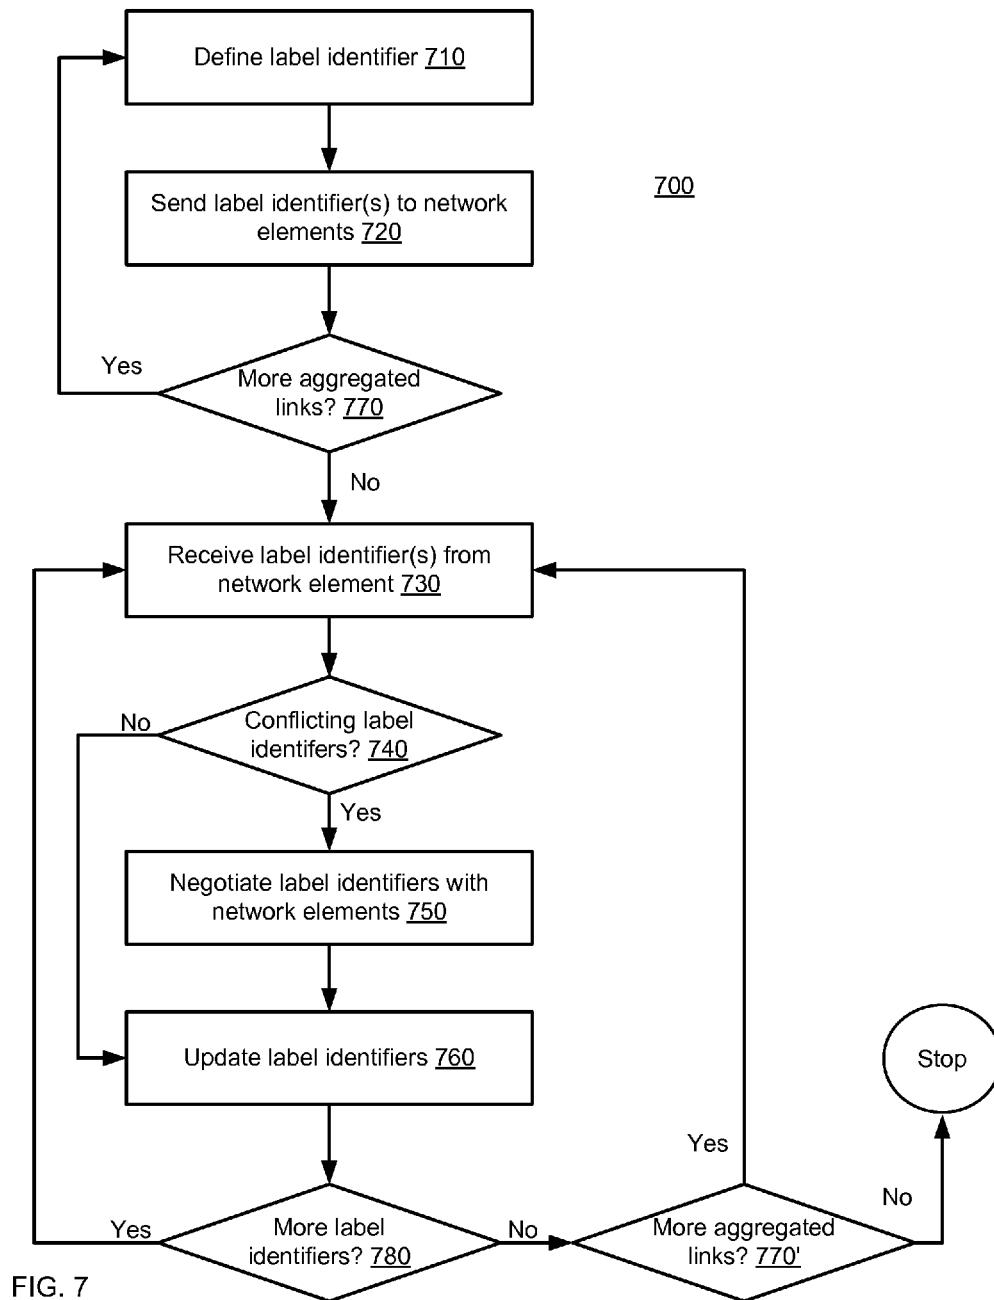 Define label identifier 710
Send label identifier(s) to network
elements 720
700
Yes
More aggregated
links? 770
No
Receive label identifier(s) from
network element 730
No
Conflicting label
identifers? 740
Yes
Negotiate label identifiers with
network elements 750
Update label identifiers 760
Stop
Yes
No
Yes
More label
identifiers? 780
No
More aggregated
links? 770'
FIG. 7